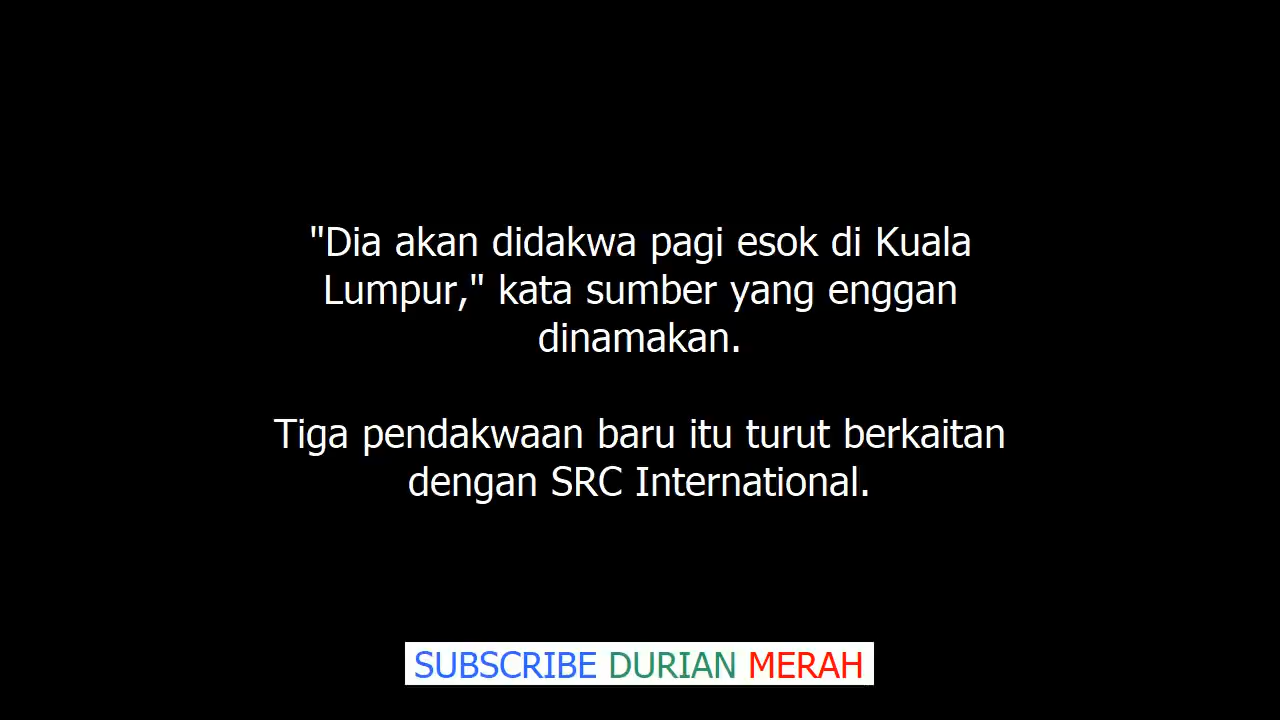 "Dia akan didakwa pagi esok di Kuala
Lumpur," kata sumber yang enggan
dinamakan.
Tiga pendakwaan baru itu turut berkaitan
dengan SRC International.
SUBSCRIBE DURIAN MERAH